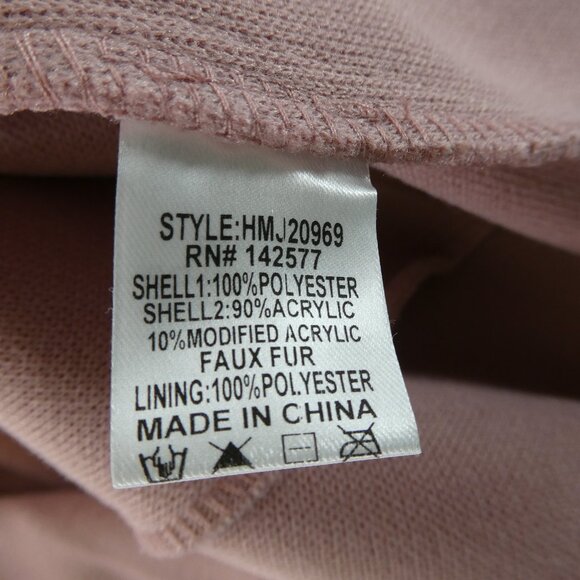 STYLE:HMJ20969
RN# 142577
SHELL1:100%POLYESTER
SHELL2:90%ACRYLIC
10%MODIFIED ACRYLIC
FAUX FUR
LINING:100%POLYESTER
MADE IN CHINA